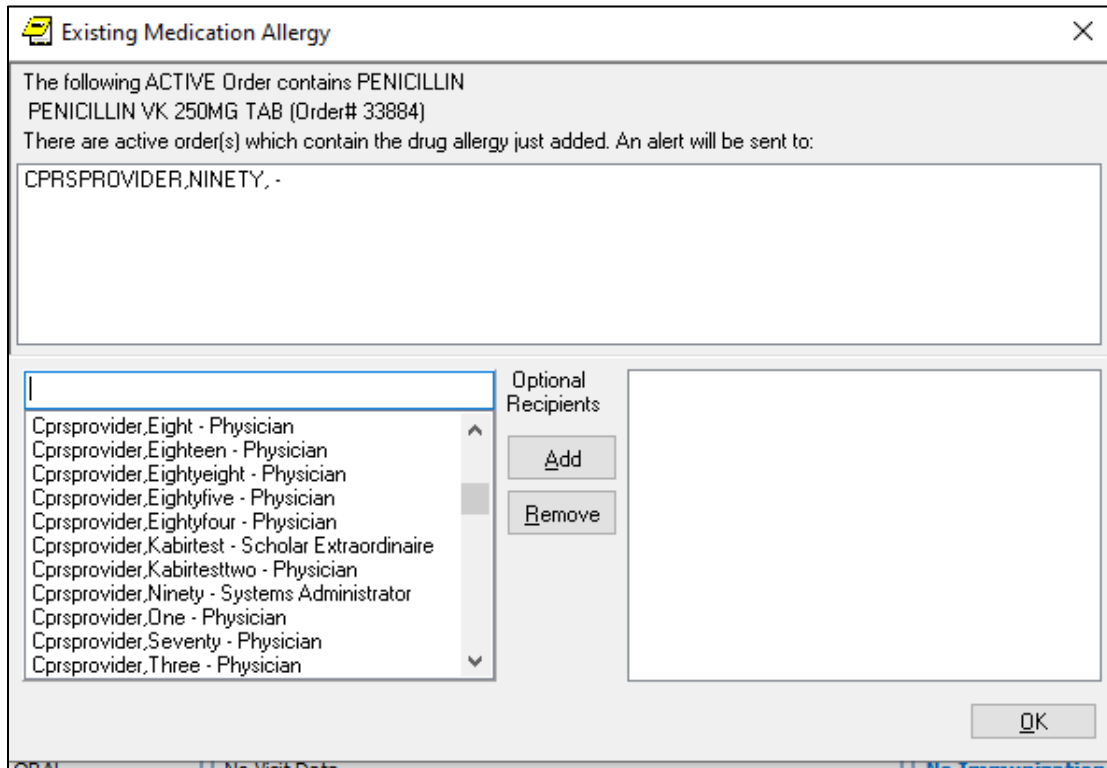 Existing Medication Allergy
The following ACTIVE Order contains PENICILLIN
PENICILLIN VK 250MG TAB (Order# 33884)
There are active order(s) which contain the drug allergy just added. An alert will be sent to:
CPRSPROVIDER,NINETY, -
Optional
Recipients
Cprsprovider,Eight - Physician
Cprsprovider,Eighteen - Physician
Cprsprovider,Eightyeight - Physician
Cprsprovider,Eightyfive - Physician
Cprsprovider,Eightyfour - Physician
Cprsprovider,Kabirtest - Scholar Extraordinaire
Cprsprovider,Kabirtesttwo - Physician
Cprsprovider,Ninety - Systems Administrator
Cprsprovider,One - Physician
Cprsprovider,Seventy - Physician
Cprsprovider,Three - Physician
Add
Remove
OK
No Visit Data
No Immunization